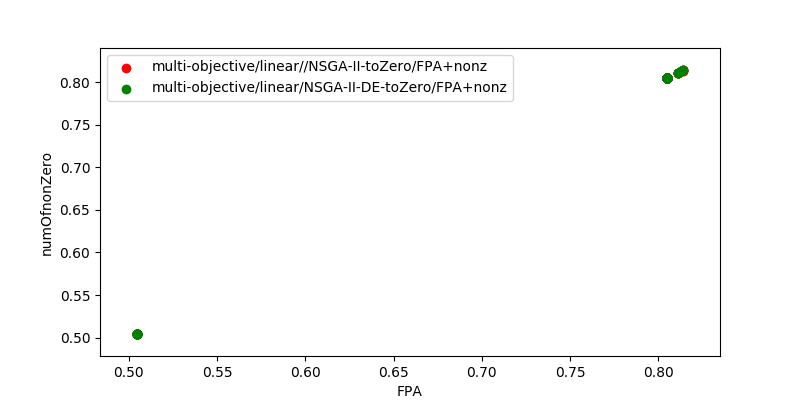 multi-objective/linear//NSGA-II-toZero/FPA+nonz
multi-objective/linear/NSGA-II-DE-toZero/FPA+nonz
0.80
0.75
0.70
0.65
0.60
0.55
0.50
numOfnonZero
0.50 0.55 0.60 0.65 0.70 0.75 0.80
FPA